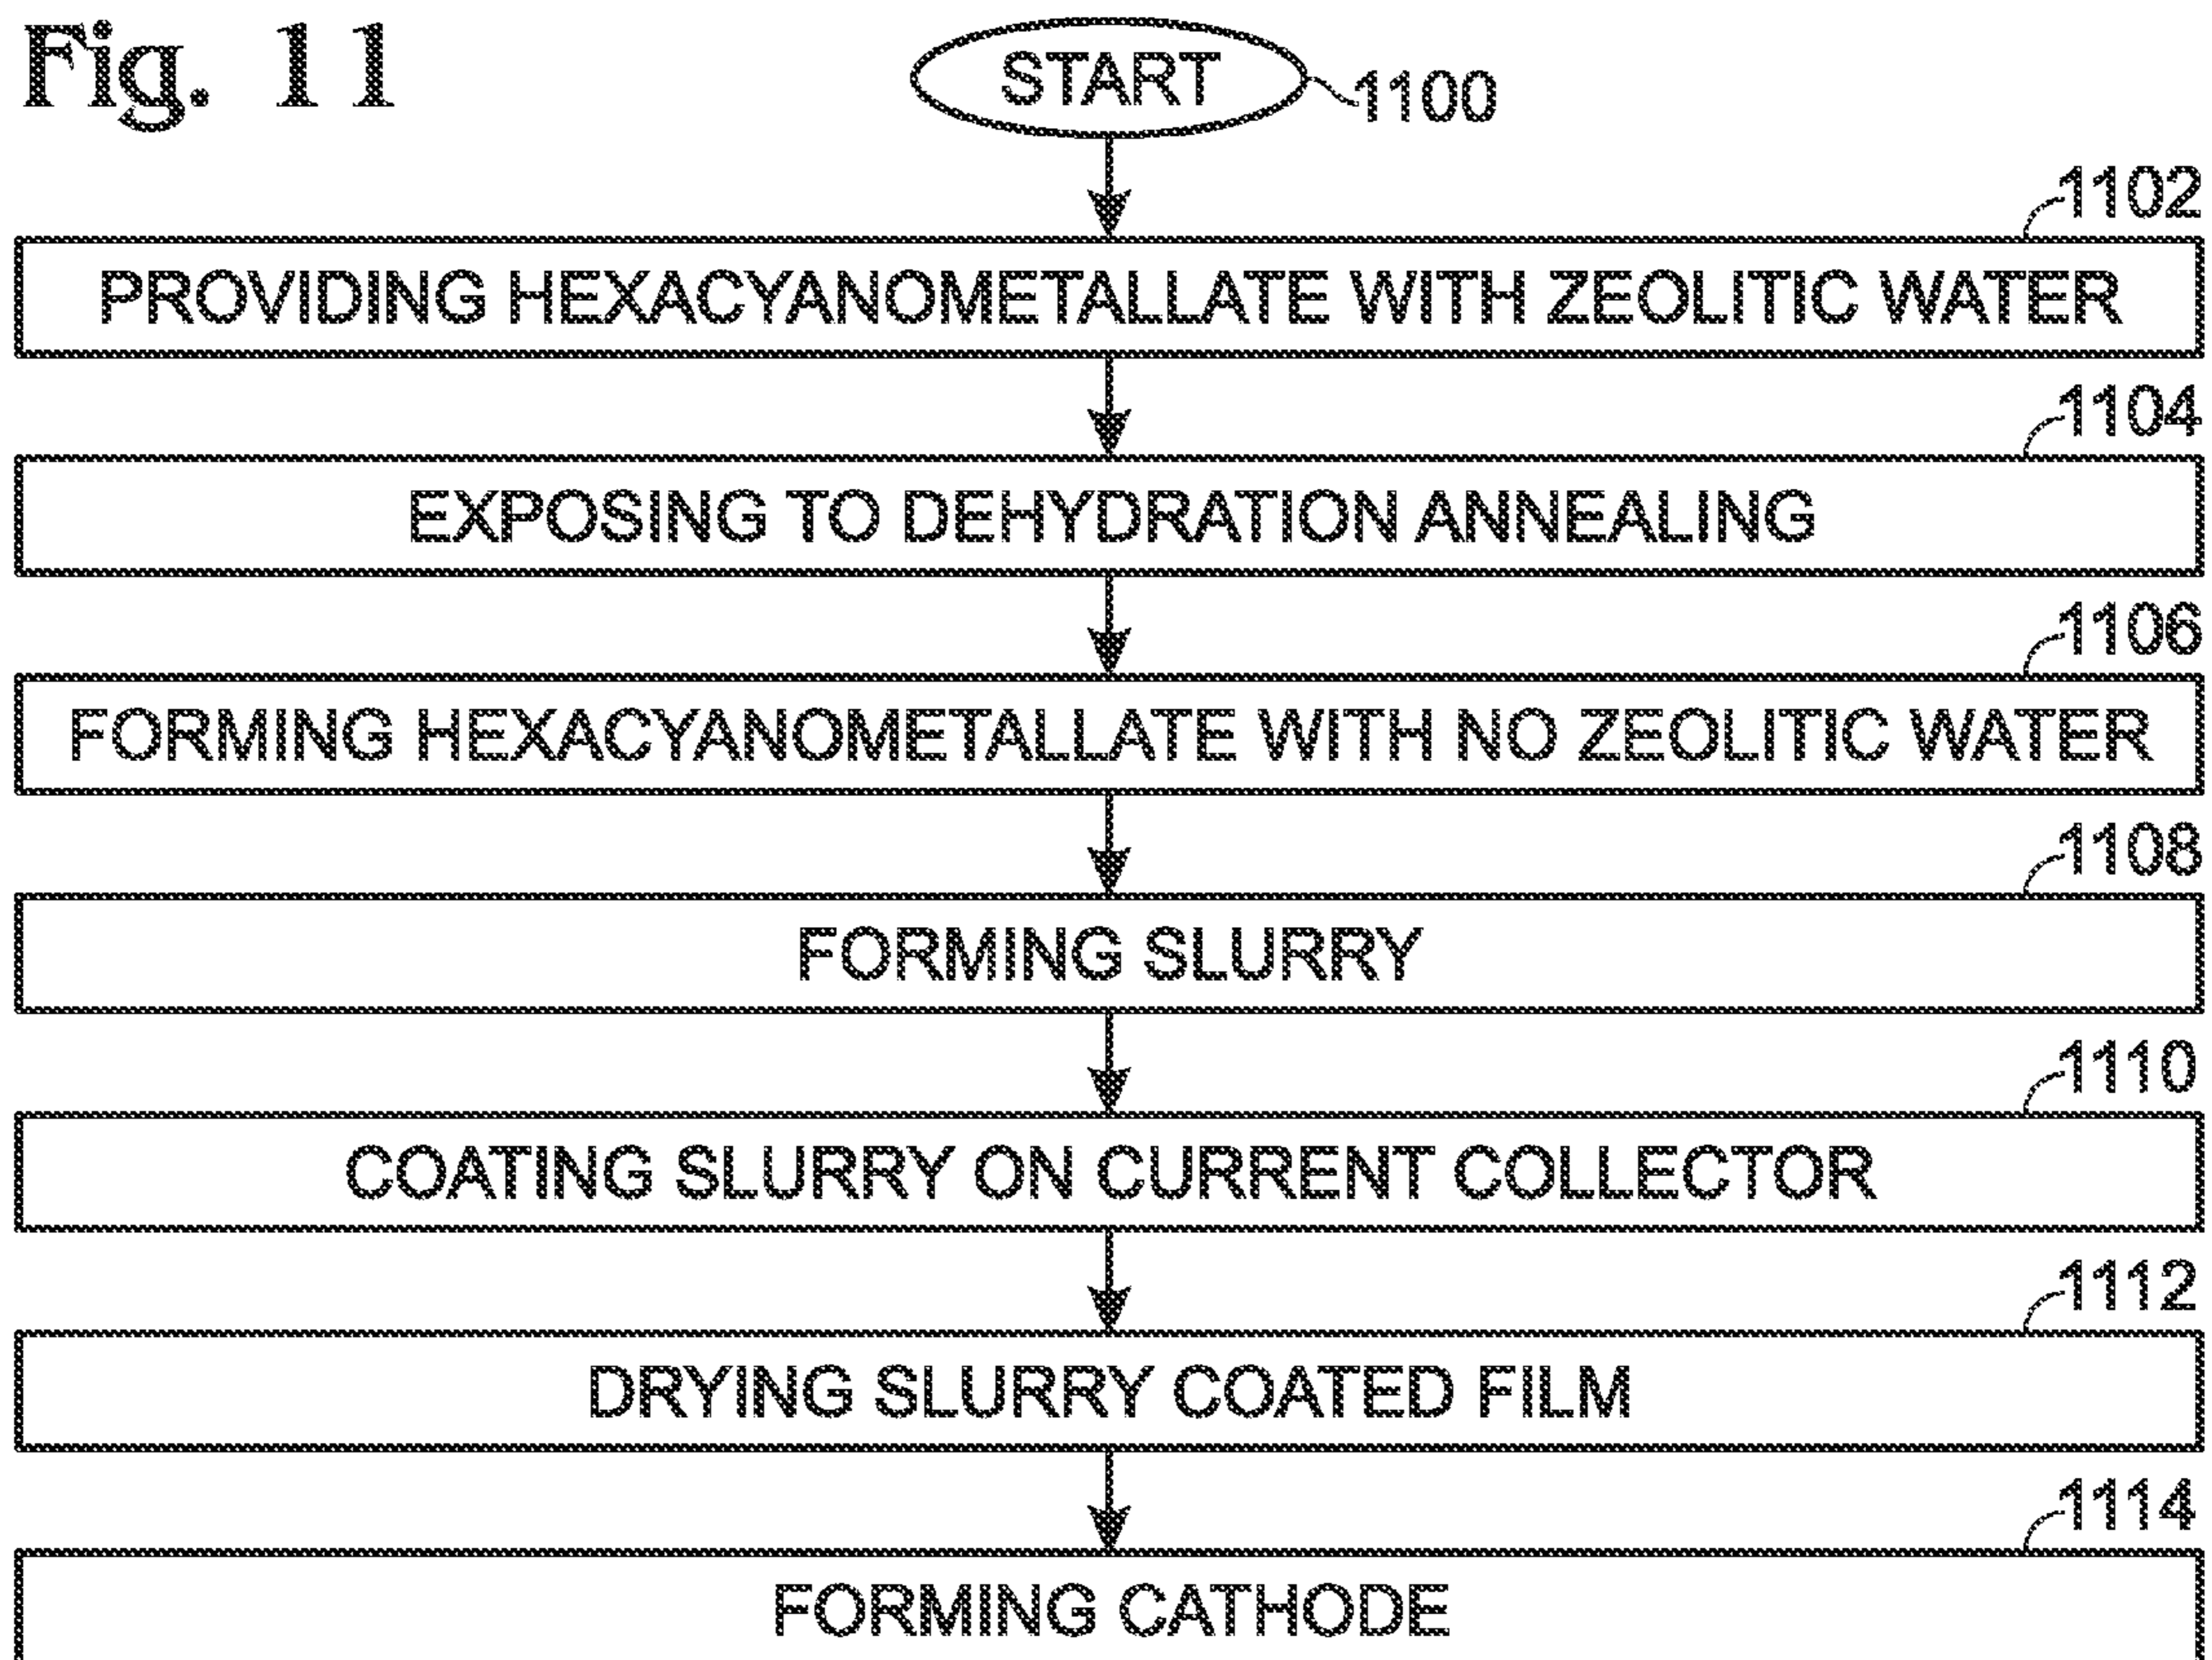 Fig. 11
START
1100
1102
PROVIDING HEXACYANOMETALLATE WITH ZEOLITIC WATER
1104
EXPOSING TO DEHYDRATION ANNEALING
1106
FORMING HEXACYANOMETALLATE WITH NO ZEOLITIC WATER
1108
FORMING SLURRY
1110
COATING SLURRY ON CURRENT COLLECTOR
1112
DRYING SLURRY COATED FILM
1114
FORMING CATHODE